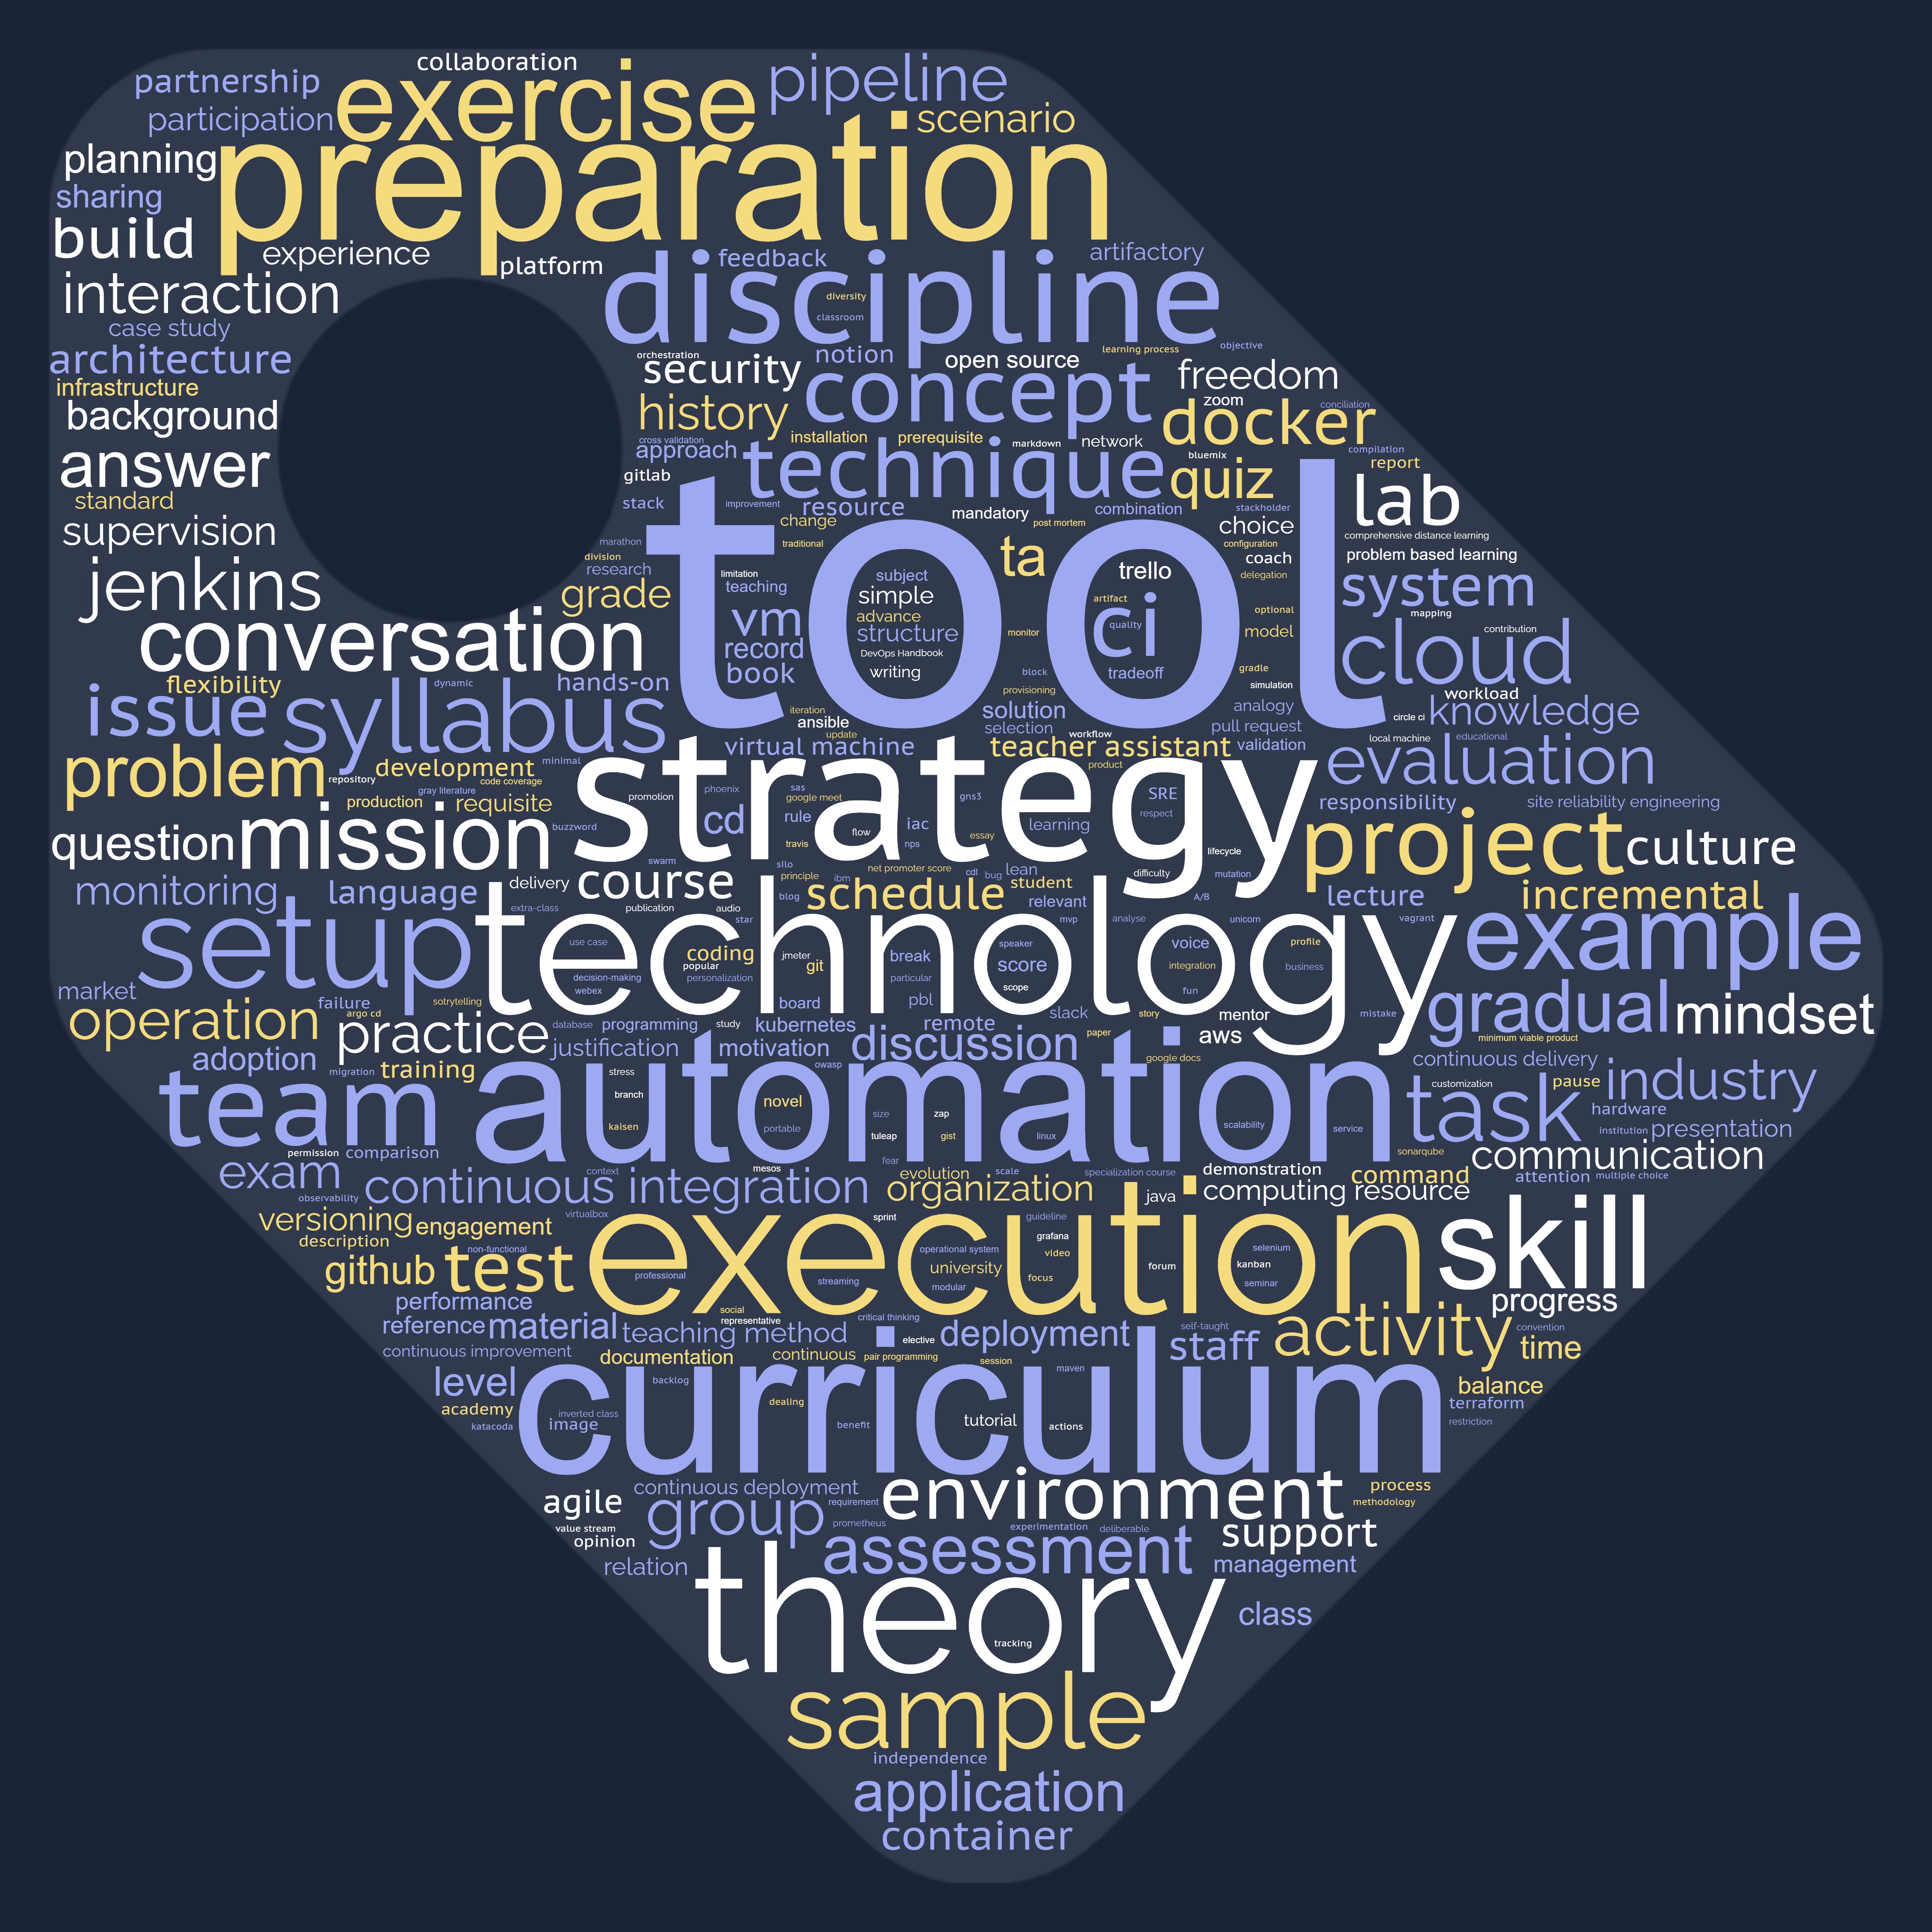 collaboration
partnership
exercise
pipeline
participation
scenario
planning
preparation
sharing
build
experience
platform
discipline
feedback
artifactory
interaction
diversity
classroom
case study
architecture
orchestration
security
notion
open source
learning process
objective
infrastructure
concept
freedom
background
history
zoom
conciliation
docker
cross validation
installation
prerequisite
markdown
network
approach
technique
bluemix
compilation
answer
gitlab
quiz
report
standard
stack
improvement
resource
mandatory
combination
stackholder
lab
supervision
change
post mortem
choice
comprehensive distance learning
marathon
traditional
tool
ta
configuration
division
coach
problem based learning
jenkins
research
limitation
subject
trello
delegation
system
grade
teaching
simple
artifact
optional
mapping
vm
advance
ci
conversation
structure
monitor
quality
model
contribution
record
DevOps Handbook
cloud
book
writing
block
tradeoff
gradle
flexibility
dynamic
hands-on
provisioning
simulation
workload
issue
syllabus
iteration
solution
analogy
circle ci
knowledge
ansible
selection
pull request
update
workflow
local machine
educational
virtual machine
teacher assistant
validation
problem
development
minimal
strategy
product
evaluation
repository
code coverage
gray literature
phoenix
sas
production
requisite
promotion
google meet
gns3
SRE
responsibility
site reliability engineering
cd
rule
iac
learning
respect
question
mission
buzzword
flow
essay
project
culture
travis
nps
lifecycle
swarm
silo
net promoter score
cdl
bug
lean
difficulty
mutation
monitoring
language
delivery
course
principle
ibm
schedule
student
lecture
incremental
blog
relevant
A/B
extra-class
publication
audio
star
mvp
analyse
unicorn
vagrant
setup
technology
example
use case
speaker
voice
profile
coding
jmeter
break
popular
git
score
integration
business
decision-making
personalization
particular
market
webex
scope
fun
failure
sotrytelling
board
pbl
gradual
mindset
argo cd
slack
story
mentor
mistake
operation
practice
database
programming
study
kubernetes
remote
paper
aws
minimum viable product
justification
motivation
discussion
adoption
google docs
continuous delivery
migration
training
owasp
stress
automation
customization
pause
industry
team
branch
novel
task
size
zap
hardware
kaisen
portable
tuleap
gist
linux
scalability
service
institution
presentation
permission
comparison
sonarqube
fear
communication
exam
context
mesos
evolution
scale
specialization course
demonstration
command
attention
multiple choice
observability
continuous integration
organization
java
computing resource
versioning
engagement
virtualbox
sprint
guideline
execution
skill
description
grafana
non-functional
operational system
video
selenium
github
test
university
forum
kanban
professional
streaming
modular
focus
seminar
performance
social
progress
critical thinking
representative
reference
material
teaching method
elective
deployment
self-taught
staff
activity
convention
time
continuous improvement
documentation
continuous
pair programming
session
curriculum
level
backlog
maven
balance
academy
dealing
terraform
inverted class
katacoda
image
benefit
tutorial
actions
restriction
continuous deployment
environment
process
agile
group
requirement
methodology
value stream
prometheus
experimentation
deliberable
support
opinion
assessment
relation
management
theory
class
tracking
sample
independence
application
container